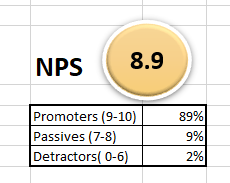 NPS 8.9
Promoters (9-10) 89%
Passives (7-8) 9%
Detractors( 0-6) 2%